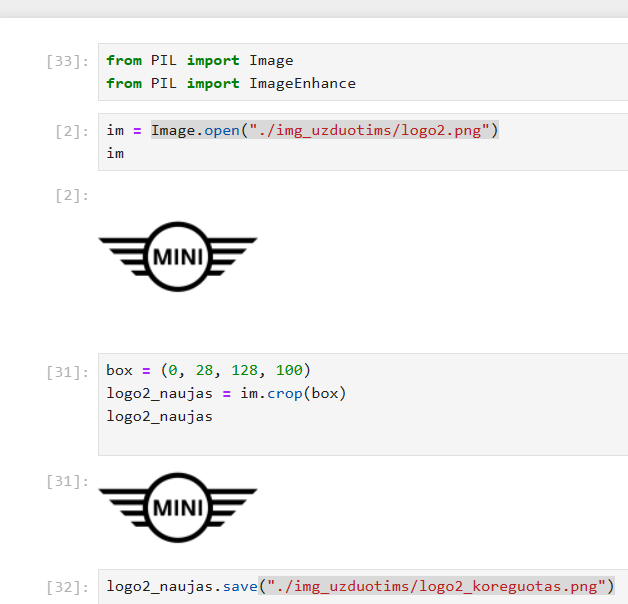 [33]: from PIL import Image
from PIL import ImageEnhance
[2]: im = Image.open("./img_uzduotims/logo2.png")
im
[2]:
MINI
[31]: box = (0, 28, 128, 100)
logo2_naujas = im.crop(box)
logo2_naujas
[31]:
MINI
[32]: logo2_naujas.save("./img_uzduotims/logo2_koreguotas.png")